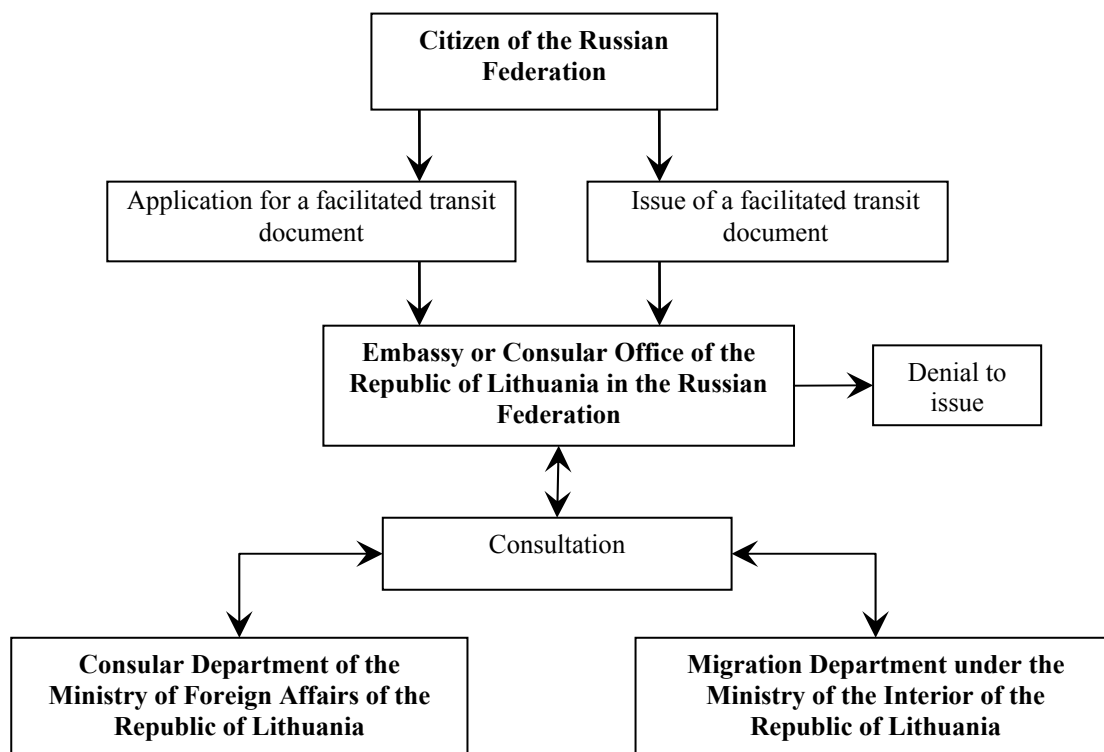 Citizen of the Russian
Federation
Application for a facilitated transit
document
Issue of a facilitated transit
document
Embassy or Consular Office of the
Republic of Lithuania in the Russian
Federation
Denial to
issue
Consultation
Consular Department of the
Ministry of Foreign Affairs of the
Republic of Lithuania
Migration Department under the
Ministry of the Interior of the
Republic of Lithuania